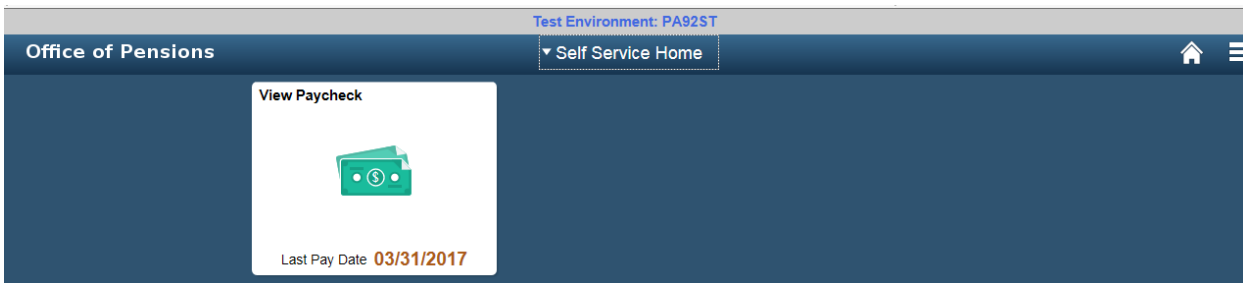 Test Environment: PA92ST
Office of Pensions
Self Service Home
View Paycheck
$
Last Pay Date 03/31/2017